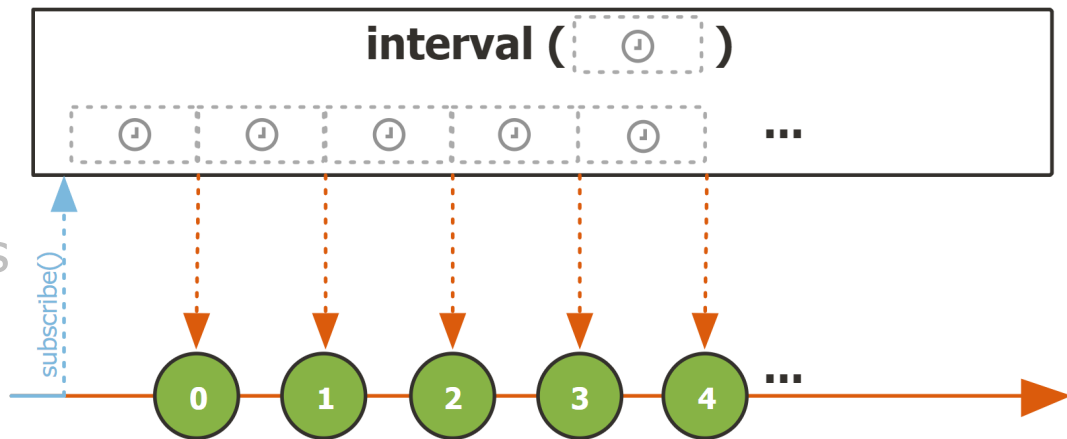 interval ( )
...
s
subscribe()
0 1 2 3 4 ...